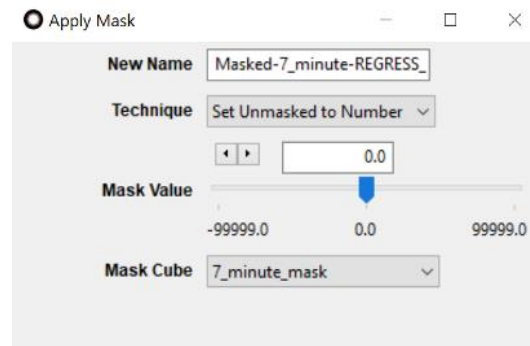 Apply Mask
New Name Masked-7_minute-REGRESS_
Technique Set Unmasked to Number
0.0
Mask Value
-99999.0 0.0 99999.0
Mask Cube 7_minute_mask